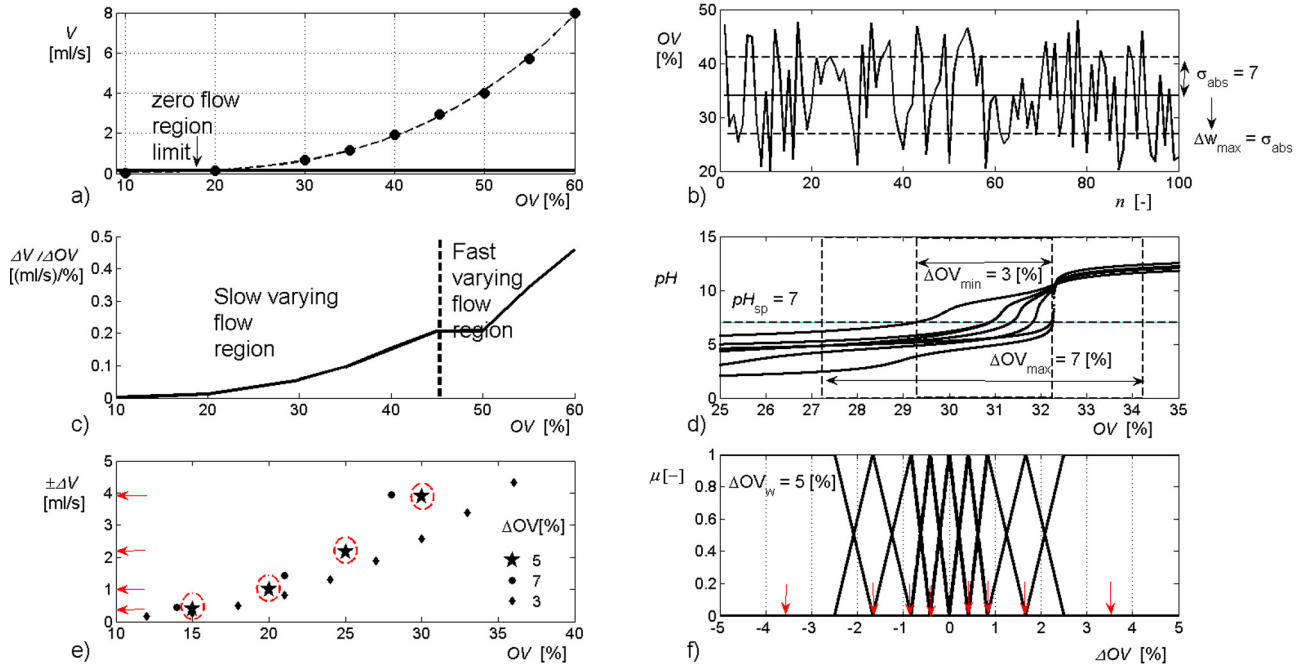 V
[ml/s]
8
6
4
2
0
zero flow
region
limit
10 20 30 40 50 60
OV [%]
a)
OV
[%]
50
40
30
20
0 20 40 60 80 100
n [-]
σabs = 7
Δwmax = σabs
b)
ΔV /ΔOV
[(ml/s)/%]
0.5
0.4
0.3
0.2
0.1
0
Slow varying
flow
region
Fast
varying
flow
region
10 20 30 40 50 60
OV [%]
c)
pH
15
10
5
0
pHsp = 7
ΔOVmin = 3 [%]
ΔOVmax = 7 [%]
25 26 27 28 29 30 31 32 33 34 35
OV [%]
d)
±ΔV
[ml/s]
5
4
3
2
1
0
ΔOV[%]
5
7
3
10 15 20 25 30 35 40
OV [%]
e)
μ[–]
1
0.8
0.6
0.4
0.2
0
ΔOVw = 5 [%]
-5 -4 -3 -2 -1 0 1 2 3 4 5
ΔOV [%]
f)